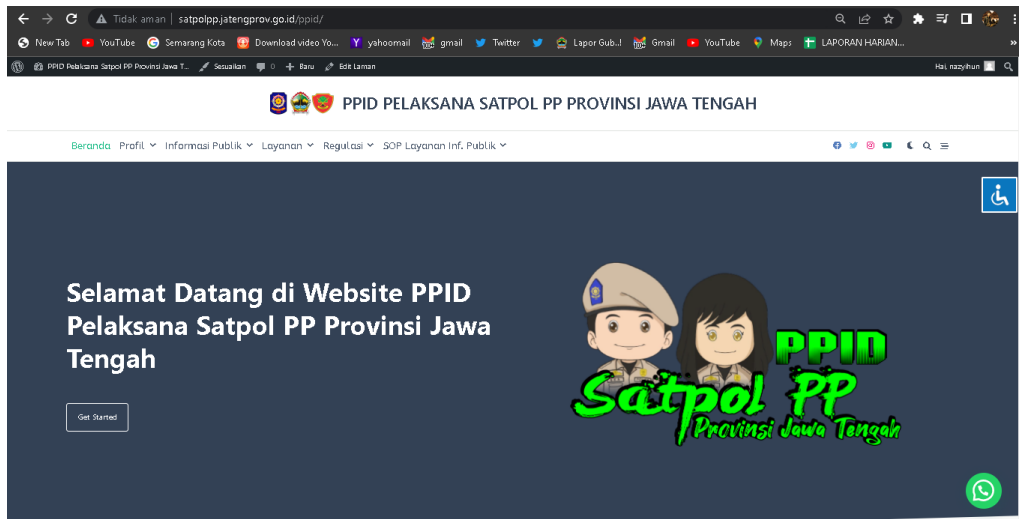 Tidak aman | satpolpp.jatengprov.go.id/ppid/
New Tab YouTube Semarang Kota Download video Yo... yahoomail gmail Twitter Lapor Gub..! Gmail YouTube Maps LAPORAN HARIAN... »
PPID Pelaksana Satpol PP Provinsi Jawa T... Sesuaikan 0 + Baru Edit Laman Hai, nazyihun
PPID PELAKSANA SATPOL PP PROVINSI JAWA TENGAH
Beranda Profil Informasi Publik Layanan Regulasi SOP Layanan Inf. Publik
Selamat Datang di Website PPID
Pelaksana Satpol PP Provinsi Jawa
Tengah
Get Started
PPID
Satpol PP
Provinsi Jawa Tengah